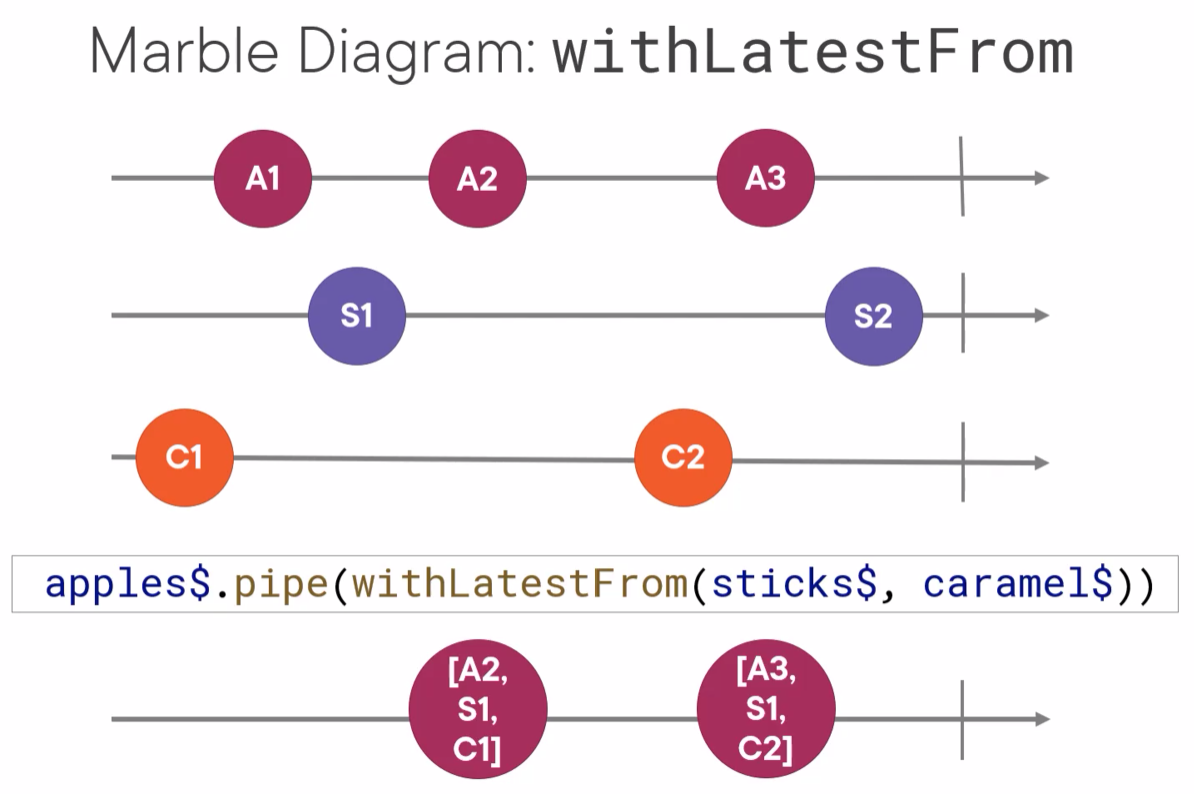 Marble Diagram: withLatestFrom
A1 A2 A3
S1 S2
C1 C2
apples$.pipe(withLatestFrom(sticks$, caramel$))
[A2,
S1,
C1]
[A3,
S1,
C2]